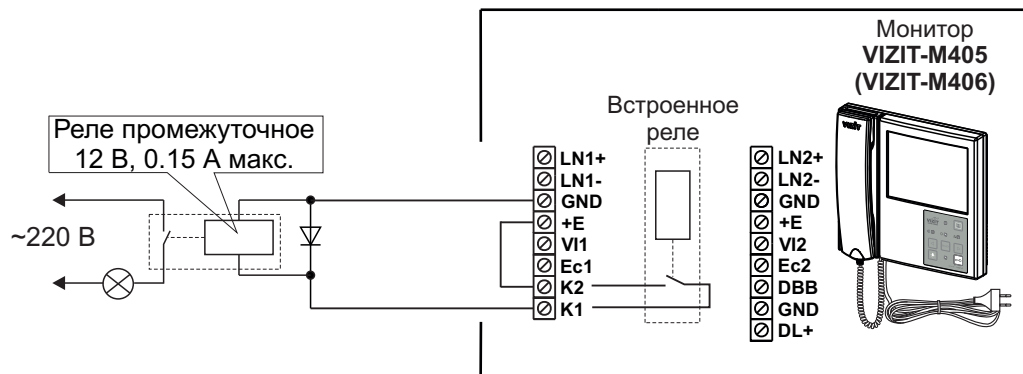 Монитор
VIZIT-M405
(VIZIT-M406)
Встроенное
реле
Реле промежуточное
12 В, 0.15 А макс.
~220 В
LN1+
LN1-
GND
+E
VI1
Ec1
K2
K1
LN2+
LN2-
GND
+E
VI2
Ec2
DBB
GND
DL+